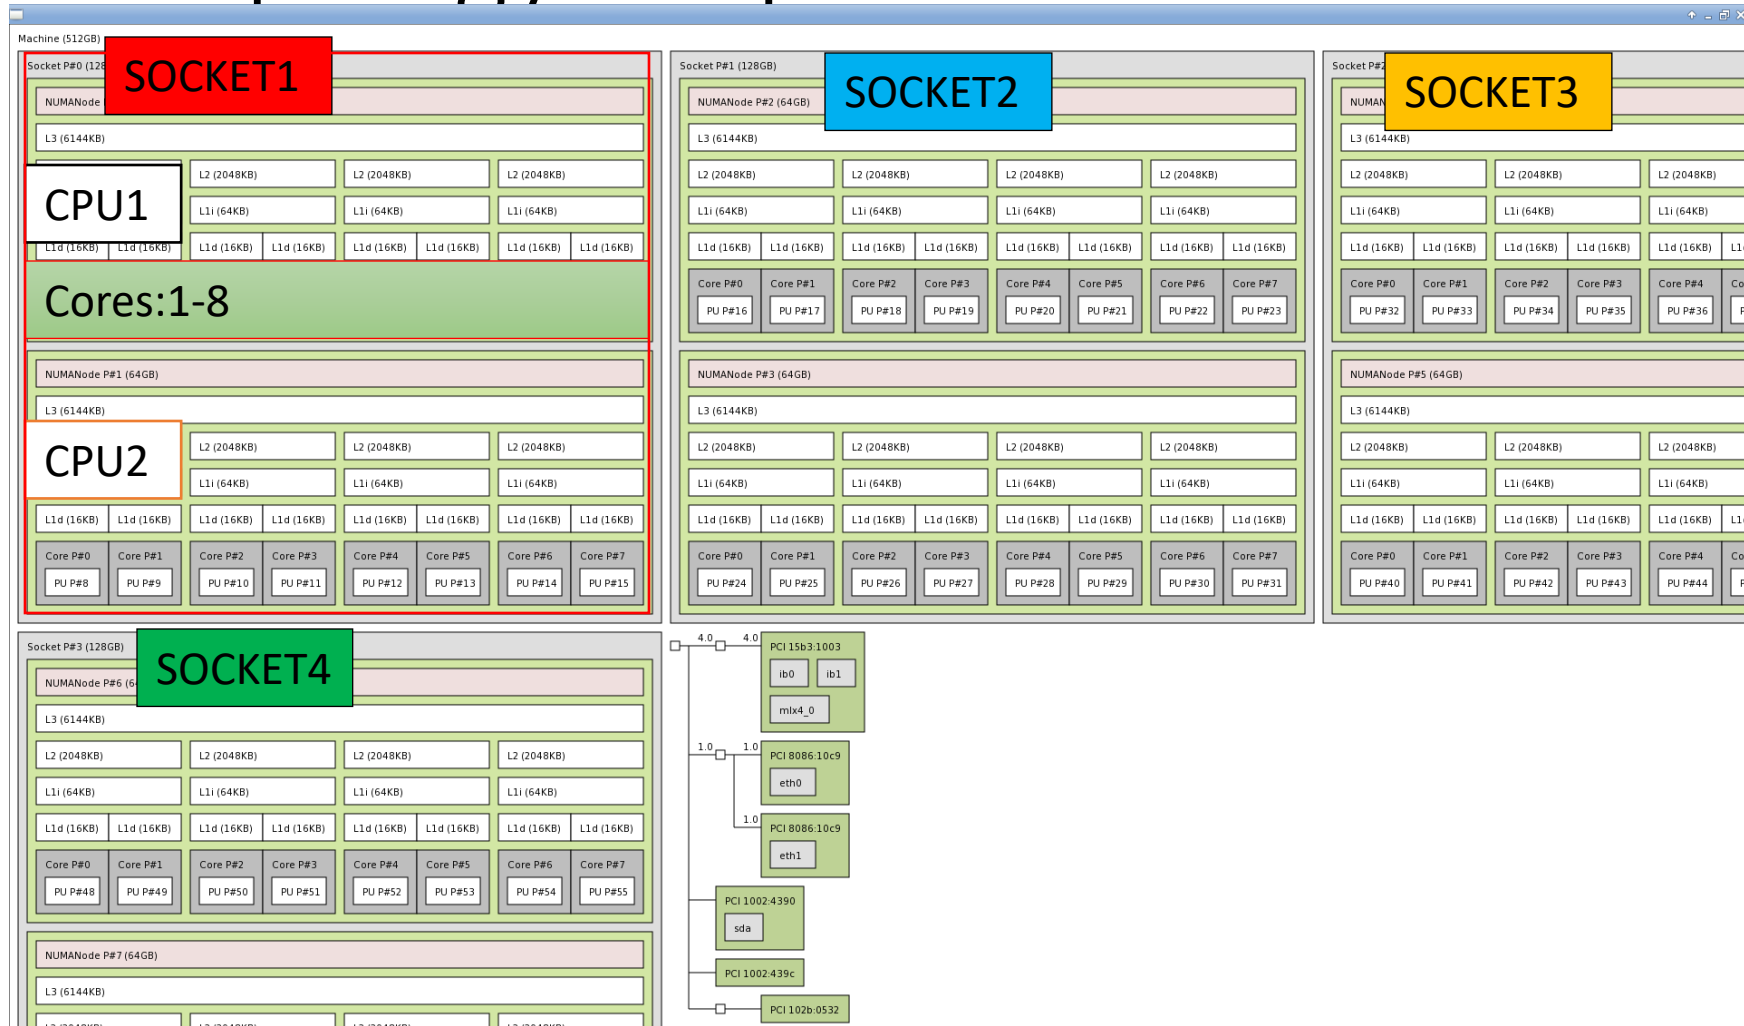 Machine (512GB)
Socket P#0 (128
SOCKET1
NUMANode
L3 (6144KB)
CPU1
L2 (2048KB) L2 (2048KB) L2 (2048KB)
L1i (64KB) L1i (64KB) L1i (64KB)
L1d (16KB) L1d (16KB) L1d (16KB) L1d (16KB) L1d (16KB) L1d (16KB) L1d (16KB) L1d (16KB)
Cores:1-8
NUMANode P#1 (64GB)
L3 (6144KB)
CPU2
L2 (2048KB) L2 (2048KB) L2 (2048KB)
L1i (64KB) L1i (64KB) L1i (64KB)
L1d (16KB) L1d (16KB) L1d (16KB) L1d (16KB) L1d (16KB) L1d (16KB) L1d (16KB) L1d (16KB)
Core P#0 Core P#1 Core P#2 Core P#3 Core P#4 Core P#5 Core P#6 Core P#7
PU P#8 PU P#9 PU P#10 PU P#11 PU P#12 PU P#13 PU P#14 PU P#15
Socket P#1 (128GB)
SOCKET2
NUMANode P#2 (64GB)
L3 (6144KB)
L2 (2048KB) L2 (2048KB) L2 (2048KB) L2 (2048KB)
L1i (64KB) L1i (64KB) L1i (64KB) L1i (64KB)
L1d (16KB) L1d (16KB) L1d (16KB) L1d (16KB) L1d (16KB) L1d (16KB) L1d (16KB) L1d (16KB)
Core P#0 Core P#1 Core P#2 Core P#3 Core P#4 Core P#5 Core P#6 Core P#7
PU P#16 PU P#17 PU P#18 PU P#19 PU P#20 PU P#21 PU P#22 PU P#23
NUMANode P#3 (64GB)
L3 (6144KB)
L2 (2048KB) L2 (2048KB) L2 (2048KB) L2 (2048KB)
L1i (64KB) L1i (64KB) L1i (64KB) L1i (64KB)
L1d (16KB) L1d (16KB) L1d (16KB) L1d (16KB) L1d (16KB) L1d (16KB) L1d (16KB) L1d (16KB)
Core P#0 Core P#1 Core P#2 Core P#3 Core P#4 Core P#5 Core P#6 Core P#7
PU P#24 PU P#25 PU P#26 PU P#27 PU P#28 PU P#29 PU P#30 PU P#31
Socket P#2
SOCKET3
NUMAN
L3 (6144KB)
L2 (2048KB) L2 (2048KB) L2 (2048KB)
L1i (64KB) L1i (64KB) L1i (64KB)
L1d (16KB) L1d (16KB) L1d (16KB) L1d (16KB) L1d (16KB)
Core P#0 Core P#1 Core P#2 Core P#3 Core P#4
PU P#32 PU P#33 PU P#34 PU P#35 PU P#36
NUMANode P#5 (64GB)
L3 (6144KB)
L2 (2048KB) L2 (2048KB) L2 (2048KB)
L1i (64KB) L1i (64KB) L1i (64KB)
L1d (16KB) L1d (16KB) L1d (16KB) L1d (16KB) L1d (16KB)
Core P#0 Core P#1 Core P#2 Core P#3 Core P#4
PU P#40 PU P#41 PU P#42 PU P#43 PU P#44
Socket P#3 (128GB)
SOCKET4
NUMANode P#6
L3 (6144KB)
L2 (2048KB) L2 (2048KB) L2 (2048KB) L2 (2048KB)
L1i (64KB) L1i (64KB) L1i (64KB) L1i (64KB)
L1d (16KB) L1d (16KB) L1d (16KB) L1d (16KB) L1d (16KB) L1d (16KB) L1d (16KB) L1d (16KB)
Core P#0 Core P#1 Core P#2 Core P#3 Core P#4 Core P#5 Core P#6 Core P#7
PU P#48 PU P#49 PU P#50 PU P#51 PU P#52 PU P#53 PU P#54 PU P#55
NUMANode P#7 (64GB)
L3 (6144KB)
4.0 4.0 PCI 15b3:1003
ib0 ib1
mlx4_0
1.0 1.0 PCI 8086:10c9
eth0
1.0 PCI 8086:10c9
eth1
PCI 1002:4390
sda
PCI 1002:439c
PCI 102b:0532